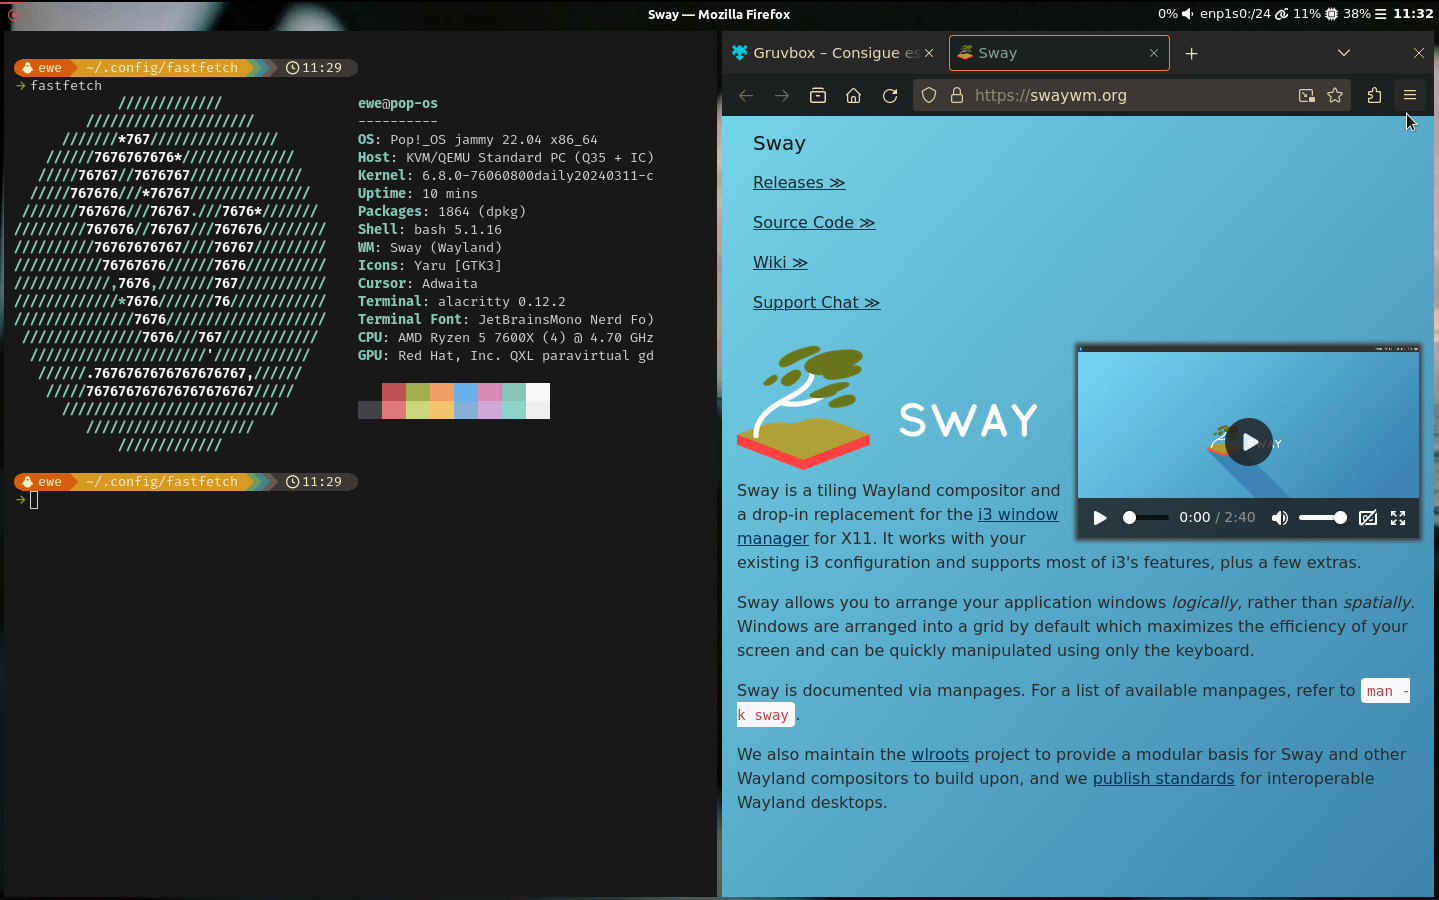 Sway — Mozilla Firefox
0% enp1s0:/24 11% 38% 11:32
ewe ~/.config/fastfetch 11:29
fastfetch
/////////////
/////////////////////
///////*767////////////////
//////7676767676*//////////////
/////76767//7676767//////////////
/////767676///*76767///////////////
///////767676///76767.///7676*///////
/////////767676//76767///767676////////
//////////76767676767////76767/////////
///////////76767676//////7676//////////
////////////,7676,///////767///////////
/////////////*7676///////76////////////
///////////////7676////////////////////
///////////////7676///767////////////
//////////////////////'////////////
//////.7676767676767676767,//////
/////767676767676767676767/////
///////////////////////////
/////////////////////
/////////////
ewe@pop-os
----------
OS: Pop!_OS jammy 22.04 x86_64
Host: KVM/QEMU Standard PC (Q35 + IC)
Kernel: 6.8.0-76060800daily20240311-c
Uptime: 10 mins
Packages: 1864 (dpkg)
Shell: bash 5.1.16
WM: Sway (Wayland)
Icons: Yaru [GTK3]
Cursor: Adwaita
Terminal: alacritty 0.12.2
Terminal Font: JetBrainsMono Nerd Fo)
CPU: AMD Ryzen 5 7600X (4) @ 4.70 GHz
GPU: Red Hat, Inc. QXL paravirtual gd
ewe ~/.config/fastfetch 11:29
Gruvbox – Consigue es
Sway
https://swaywm.org
Sway
Releases ≫
Source Code ≫
Wiki ≫
Support Chat ≫
SWAY
0:00 / 2:40
Sway is a tiling Wayland compositor and
a drop-in replacement for the i3 window
manager for X11. It works with your
existing i3 configuration and supports most of i3's features, plus a few extras.
Sway allows you to arrange your application windows logically, rather than spatially.
Windows are arranged into a grid by default which maximizes the efficiency of your
screen and can be quickly manipulated using only the keyboard.
Sway is documented via manpages. For a list of available manpages, refer to man -
k sway.
We also maintain the wlroots project to provide a modular basis for Sway and other
Wayland compositors to build upon, and we publish standards for interoperable
Wayland desktops.